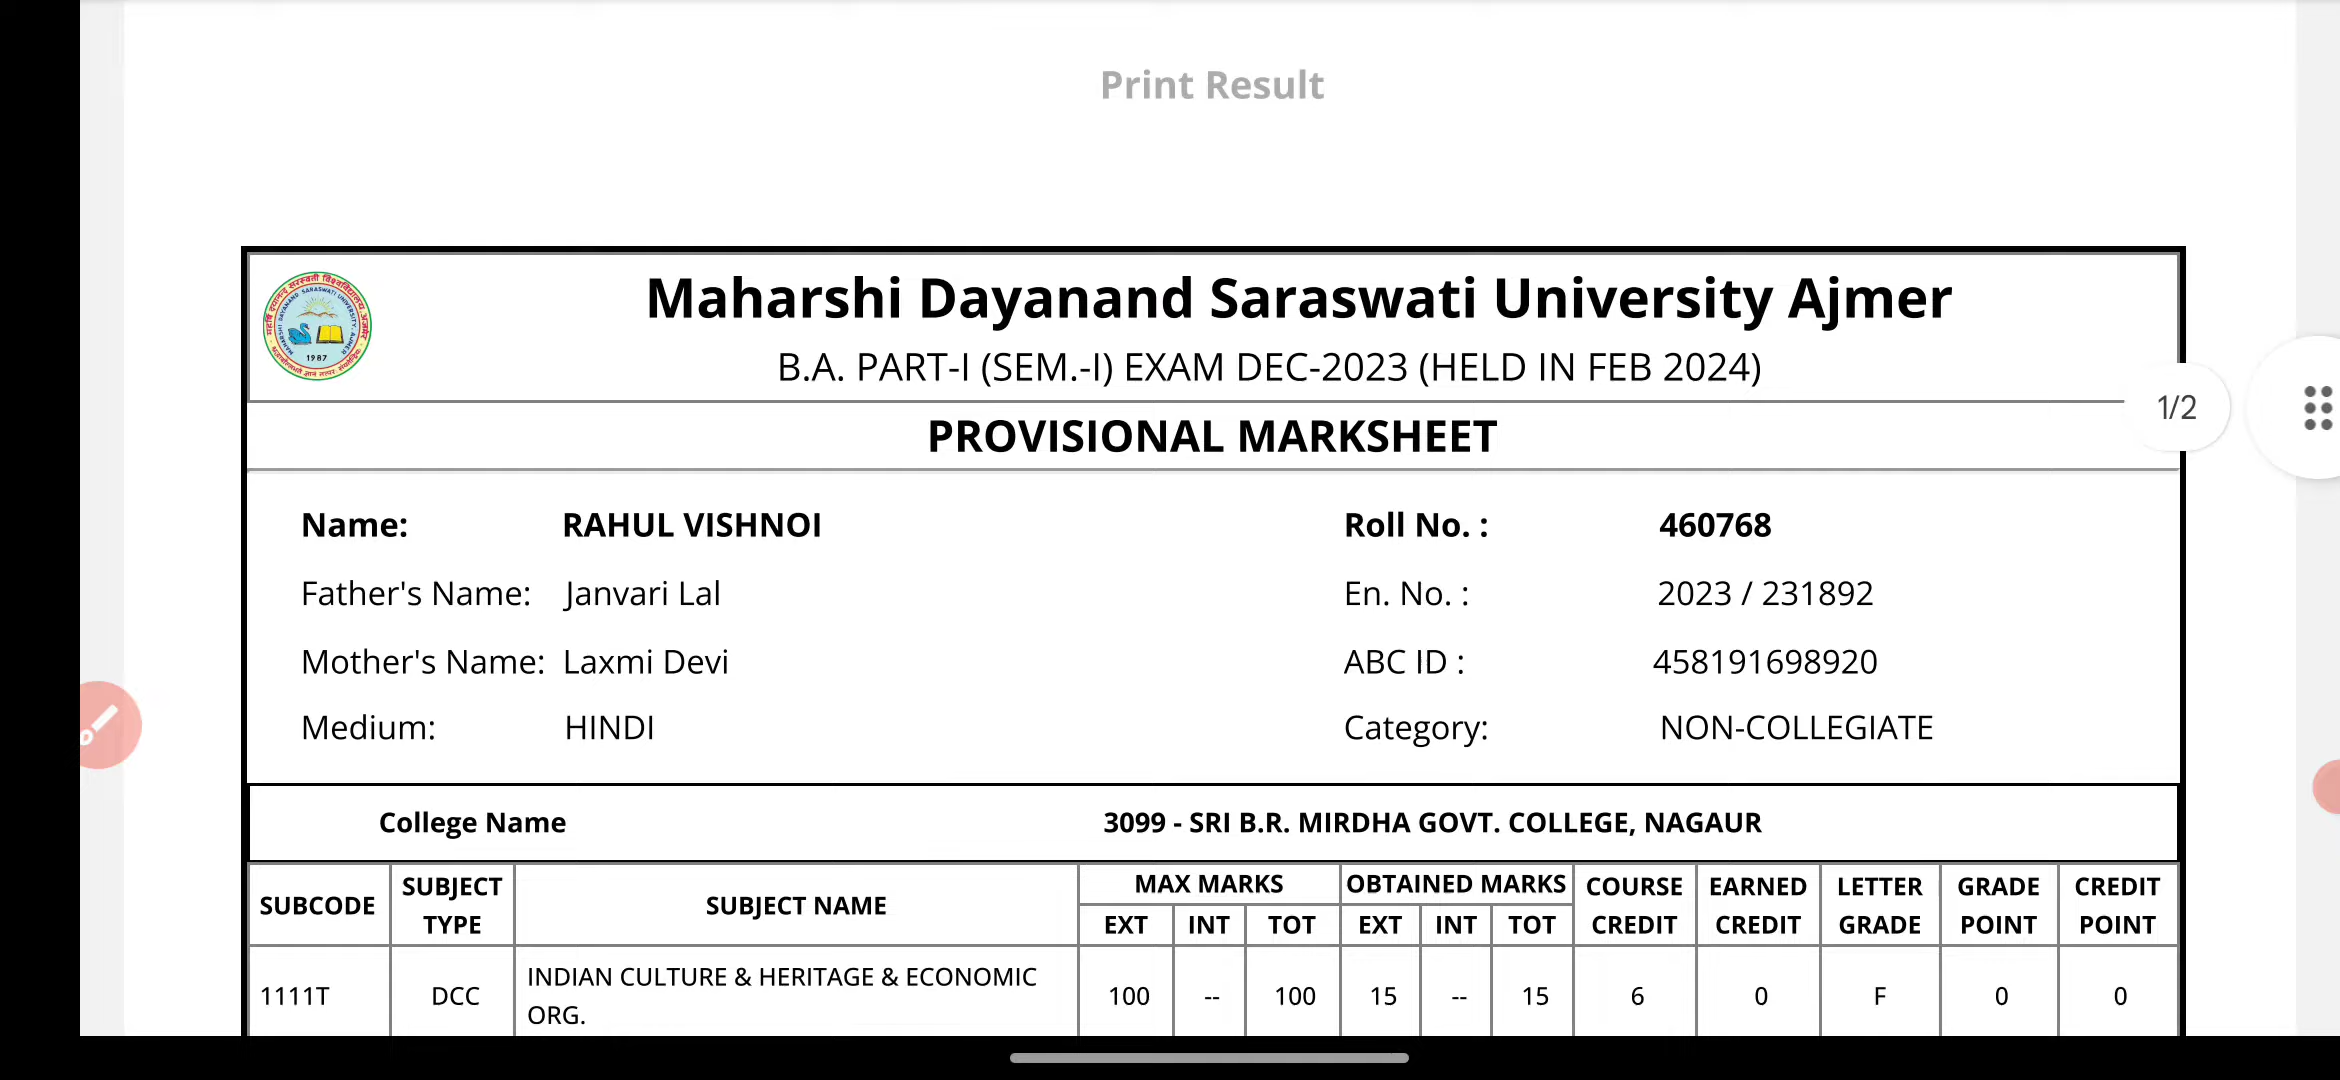 Print Result
Maharshi Dayanand Saraswati University Ajmer
B.A. PART-I (SEM.-I) EXAM DEC-2023 (HELD IN FEB 2024)
1987
1/2
PROVISIONAL MARKSHEET
Name: RAHUL VISHNOI Roll No. : 460768
Father's Name: Janvari Lal En. No. : 2023 / 231892
Mother's Name: Laxmi Devi ABC ID : 458191698920
Medium: HINDI Category: NON-COLLEGIATE
College Name 3099 - SRI B.R. MIRDHA GOVT. COLLEGE, NAGAUR
SUBCODE SUBJECT TYPE SUBJECT NAME MAX MARKS OBTAINED MARKS COURSE CREDIT EARNED CREDIT LETTER GRADE GRADE POINT CREDIT POINT
EXT INT TOT EXT INT TOT
1111T DCC INDIAN CULTURE & HERITAGE & ECONOMIC ORG. 100 -- 100 15 -- 15 6 0 F 0 0